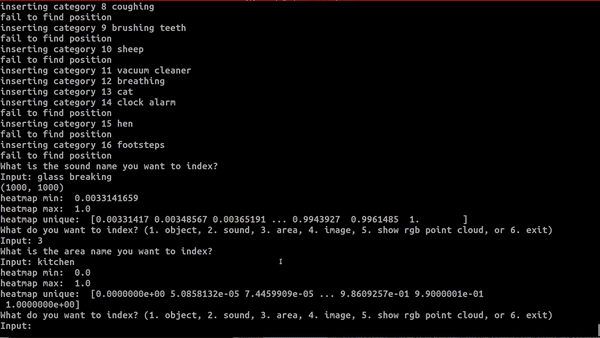 inserting category 8 coughing
fail to find position
inserting category 9 brushing teeth
fail to find position
inserting category 10 sheep
fail to find position
inserting category 11 vacuum cleaner
inserting category 12 breathing
inserting category 13 cat
inserting category 14 clock alarm
fail to find position
inserting category 15 hen
fail to find position
inserting category 16 footsteps
fail to find position
What is the sound name you want to index?
Input: glass breaking
(1000, 1000)
heatmap min:  0.0033141659
heatmap max:  1.0
heatmap unique:  [0.00331417 0.00348567 0.00365191 ... 0.9943927  0.9961485  1.        ]
What do you want to index? (1. object, 2. sound, 3. area, 4. image, 5. show rgb point cloud, or 6. exit)
Input: 3
What is the area name you want to index?
Input: kitchen
heatmap min:  0.0
heatmap max:  1.0
heatmap unique:  [0.0000000e+00 5.0858132e-05 7.4459909e-05 ... 9.8609257e-01 9.9000001e-01
 1.0000000e+00]
What do you want to index? (1. object, 2. sound, 3. area, 4. image, 5. show rgb point cloud, or 6. exit)
Input: